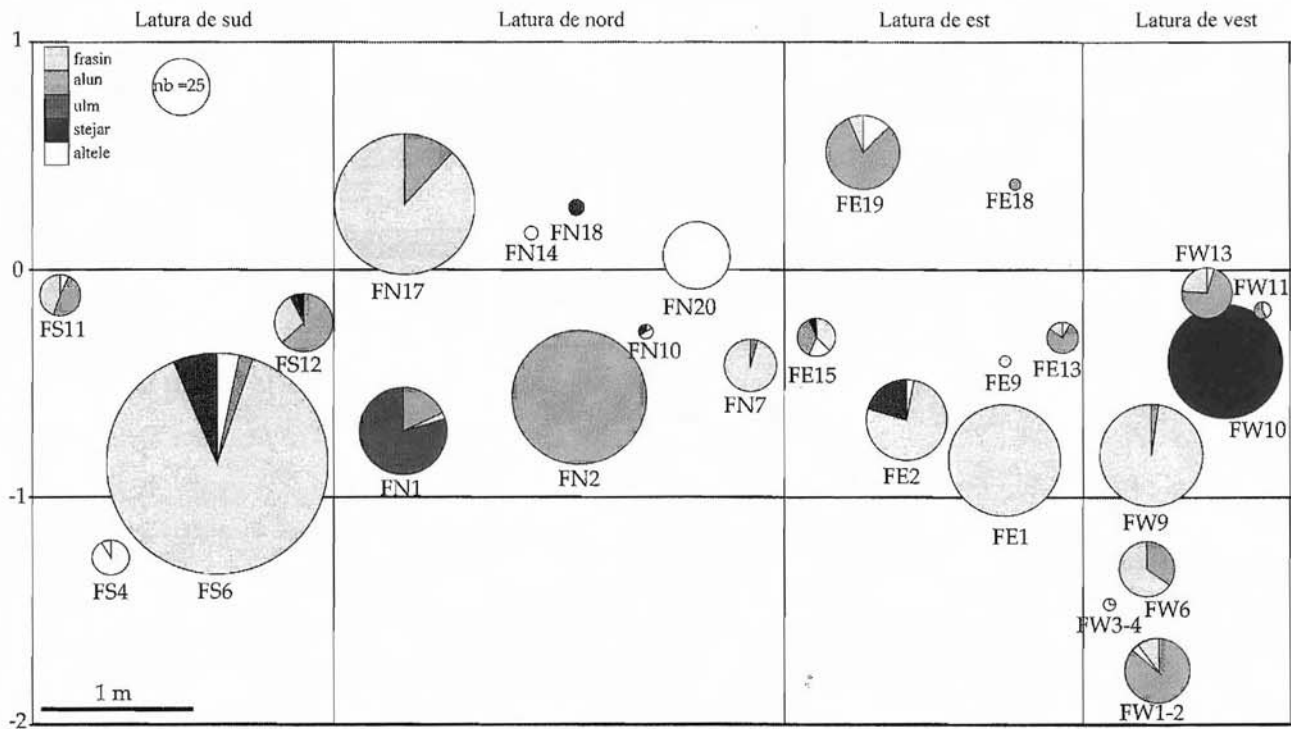 Latura de sud
Latura de nord
Latura de est
Latura de vest
1
frasin
alun
ulm
stejar
altele
nb =25
FE19
FE18
FN18
FN14
FW13
0
FN17
FN20
FW11
FS11
FS12
FN10
FE15
FE9
FE13
FN7
FW10
FN1
FN2
FE2
-1
FE1
FW9
FS4
FS6
FW6
FW3-4
1 m
FW1-2
-2